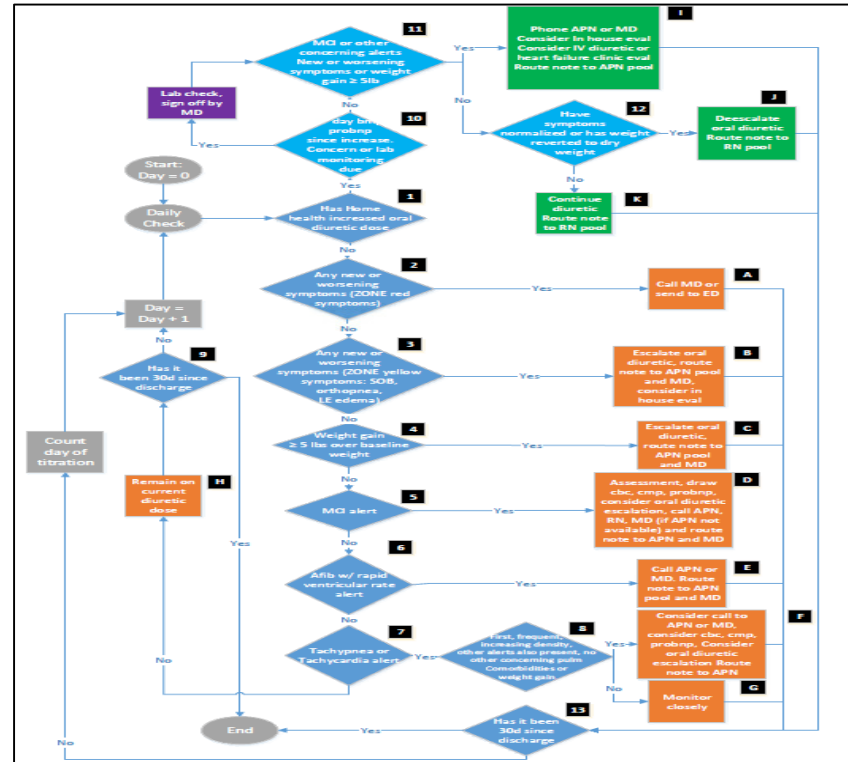 11
MCI or other
concerning alerts
New or worsening
symptoms or weight
gain ≥ 5lb
Yes
No
I
Phone APN or MD
Consider In house eval
Consider IV diuretic or
heart failure clinic eval
Route note to APN pool
Lab check,
sign off by
MD
Yes
10
day
probnp
since increase.
Concern or lab
monitoring
due
Yes
12
Have
symptoms
normalized or has weight
reverted to dry
weight
Yes
No
J
Deescalate
oral diuretic
Route note to
RN pool
K
Continue
diuretic
Route note
to RN pool
Start:
Day = 0
Daily
Check
1
Has Home
health increased oral
diuretic dose
No
2
Any new or
worsening
symptoms (ZONE red
symptoms)
Yes
No
A
Call MD or
send to ED
Day =
Day + 1
No
9
Has it
been 30d since
discharge
Yes
3
Any new or
worsening
symptoms (ZONE yellow
symptoms: SOB,
orthopnea,
LE edema)
Yes
No
B
Escalate oral
diuretic, route
note to APN pool
and MD,
consider in
house eval
4
Weight gain
≥ 5 lbs over baseline
weight
Yes
No
C
Escalate oral
diuretic,
route note to
APN pool
and MD
Count
day of
titration
H
Remain on
current
diuretic
dose
5
MCI alert
Yes
No
D
Assessment, draw
cbc, cmp, probnp,
consider oral diuretic
escalation, call APN,
RN, MD (if APN not
available) and route
note to APN and MD
6
Afib w/ rapid
ventricular rate
alert
Yes
No
E
Call APN or
MD. Route
note to APN
pool and MD
7
Tachypnea or
Tachycardia alert
Yes
No
8
First, frequent,
increasing density,
other alerts also present, no
other concerning pulm
Comorbidities or
weight gain
Yes
No
F
Consider call to
APN or MD,
consider cbc, cmp,
probnp, Consider
oral diuretic
escalation Route
note to APN
G
Monitor
closely
13
Has it been
30d since
discharge
Yes
No
End